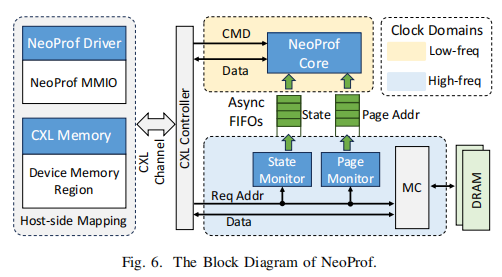 NeoProf Driver
NeoProf MMIO
CXL Memory
Device Memory
Region
Host-side Mapping
CXL
Channel
CXL Controller
CMD
Data
NeoProf
Core
Async
FIFOs
State
Page Addr
State
Monitor
Page
Monitor
Req Addr
Data
MC
DRAM
Clock Domains
Low-freq
High-freq
Fig. 6. The Block Diagram of NeoProf.